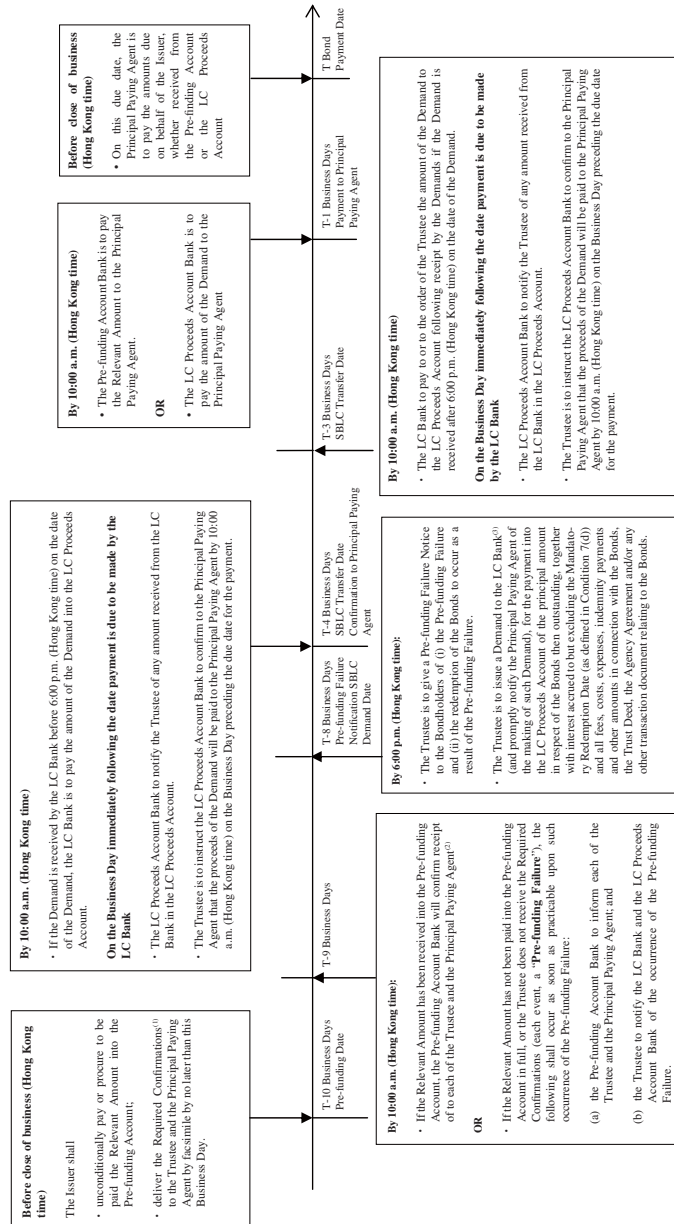 Before close of business (Hong Kong
time)
The Issuer shall
• unconditionally pay or procure to be
paid the Relevant Amount into the
Pre-funding Account;
• deliver the Required Confirmations(1)
to the Trustee and the Principal Paying
Agent by facsimile by no later than this
Business Day.
By 10:00 a.m. (Hong Kong time)
• If the Demand is received by the LC Bank before 6:00 p.m. (Hong Kong time) on the date
of the Demand, the LC Bank is to pay the amount of the Demand into the LC Proceeds
Account.
On the Business Day immediately following the date payment is due to be made by the
LC Bank
• The LC Proceeds Account Bank to notify the Trustee of any amount received from the LC
Bank in the LC Proceeds Account.
• The Trustee is to instruct the LC Proceeds Account Bank to confirm to the Principal Paying
Agent that the proceeds of the Demand will be paid to the Principal Paying Agent by 10:00
a.m. (Hong Kong time) on the Business Day preceding the due date for the payment.
By 10:00 a.m. (Hong Kong time)
• The Pre-funding Account Bank is to pay
the Relevant Amount to the Principal
Paying Agent.
OR
• The LC Proceeds Account Bank is to
pay the amount of the Demand to the
Principal Paying Agent
Before close of business
(Hong Kong time)
• On this due date, the
Principal Paying Agent is
to pay the amounts due
on behalf of the Issuer,
whether received from
the Pre-finding Account
or the LC Proceeds
Account
T-10 Business Days
Pre-funding Date
T-9 Business Days
T-8 Business Days
Pre-funding Failure
Notification SBLC
Demand Date
T-4 Business Days
SBLC Transfer Date
Confirmation to Principal Paying
Agent
T-3 Business Days
SBLC Transfer Date
T-1 Business Days
Payment to Principal
Paying Agent
T Bond
Payment Date
By 10:00 a.m. (Hong Kong time):
• If the Relevant Amount has been received into the Pre-funding
Account, the Pre-funding Account Bank will confirm receipt
of to each of the Trustee and the Principal Paying Agent(2)
OR
• If the Relevant Amount has not been paid into the Pre-funding
Account in full, or the Trustee does not receive the Required
Confirmations (each event, a “Pre-funding Failure”), the
following shall occur as soon as practicable upon such
occurrence of the Pre-funding Failure:
(a) the Pre-funding Account Bank to inform each of the
Trustee and the Principal Paying Agent; and
(b) the Trustee to notify the LC Bank and the LC Proceeds
Account Bank of the occurrence of the Pre-funding
Failure.
By 6:00 p.m. (Hong Kong time):
• The Trustee is to give a Pre-funding Failure Notice
to the Bondholders of (i) the Pre-funding Failure
and (ii) the redemption of the Bonds to occur as a
result of the Pre-funding Failure.
• The Trustee is to issue a Demand to the LC Bank(3)
(and promptly notify the Principal Paying Agent of
the making of such Demand), for the payment into
the LC Proceeds Account of the principal amount
in respect of the Bonds then outstanding, together
with interest accrued to but excluding the Mandato-
ry Redemption Date (as defined in Condition 7(d))
and all fees, costs, expenses, indemnity payments
and other amounts in connection with the Bonds,
the Trust Deed, the Agency Agreement and/or any
other transaction document relating to the Bonds.
By 10:00 a.m. (Hong Kong time)
• The LC Bank to pay to or to the order of the Trustee the amount of the Demand to
the LC Proceeds Account following receipt by the Demands if the Demand is
received after 6:00 p.m. (Hong Kong time) on the date of the Demand.
On the Business Day immediately following the date payment is due to be made
by the LC Bank
• The LC Proceeds Account Bank to notify the Trustee of any amount received from
the LC Bank in the LC Proceeds Account.
• The Trustee is to instruct the LC Proceeds Account Bank to confirm to the Principal
Paying Agent that the proceeds of the Demand will be paid to the Principal Paying
Agent by 10:00 a.m. (Hong Kong time) on the Business Day preceding the due date
for the payment.